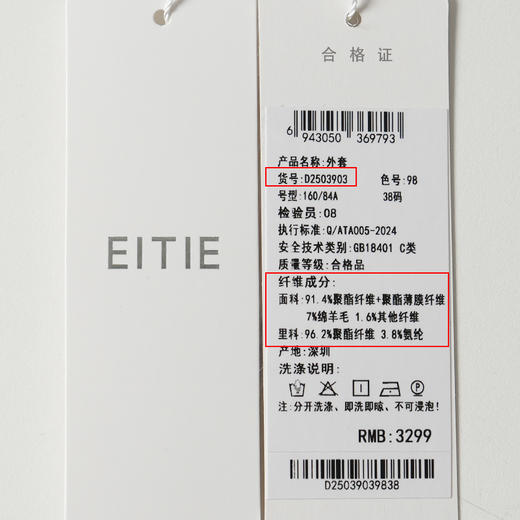 EITIE
合格证
6 943050 369793
产品名称:外套
货号:D2503903 色号:98
号型:160/84A 38码
检验员:08
执行标准:Q/ATA005-2024
安全技术类别:GB18401 C类
质量等级:合格品
纤维成分:
面料:91.4%聚酯纤维+聚酯薄膜纤维
7%绵羊毛 1.6%其他纤维
里料:96.2%聚酯纤维 3.8%氨纶
产地:深圳
洗涤说明:
注:分开洗涤、即洗即晾、不可浸泡!
RMB:3299
D25039039838